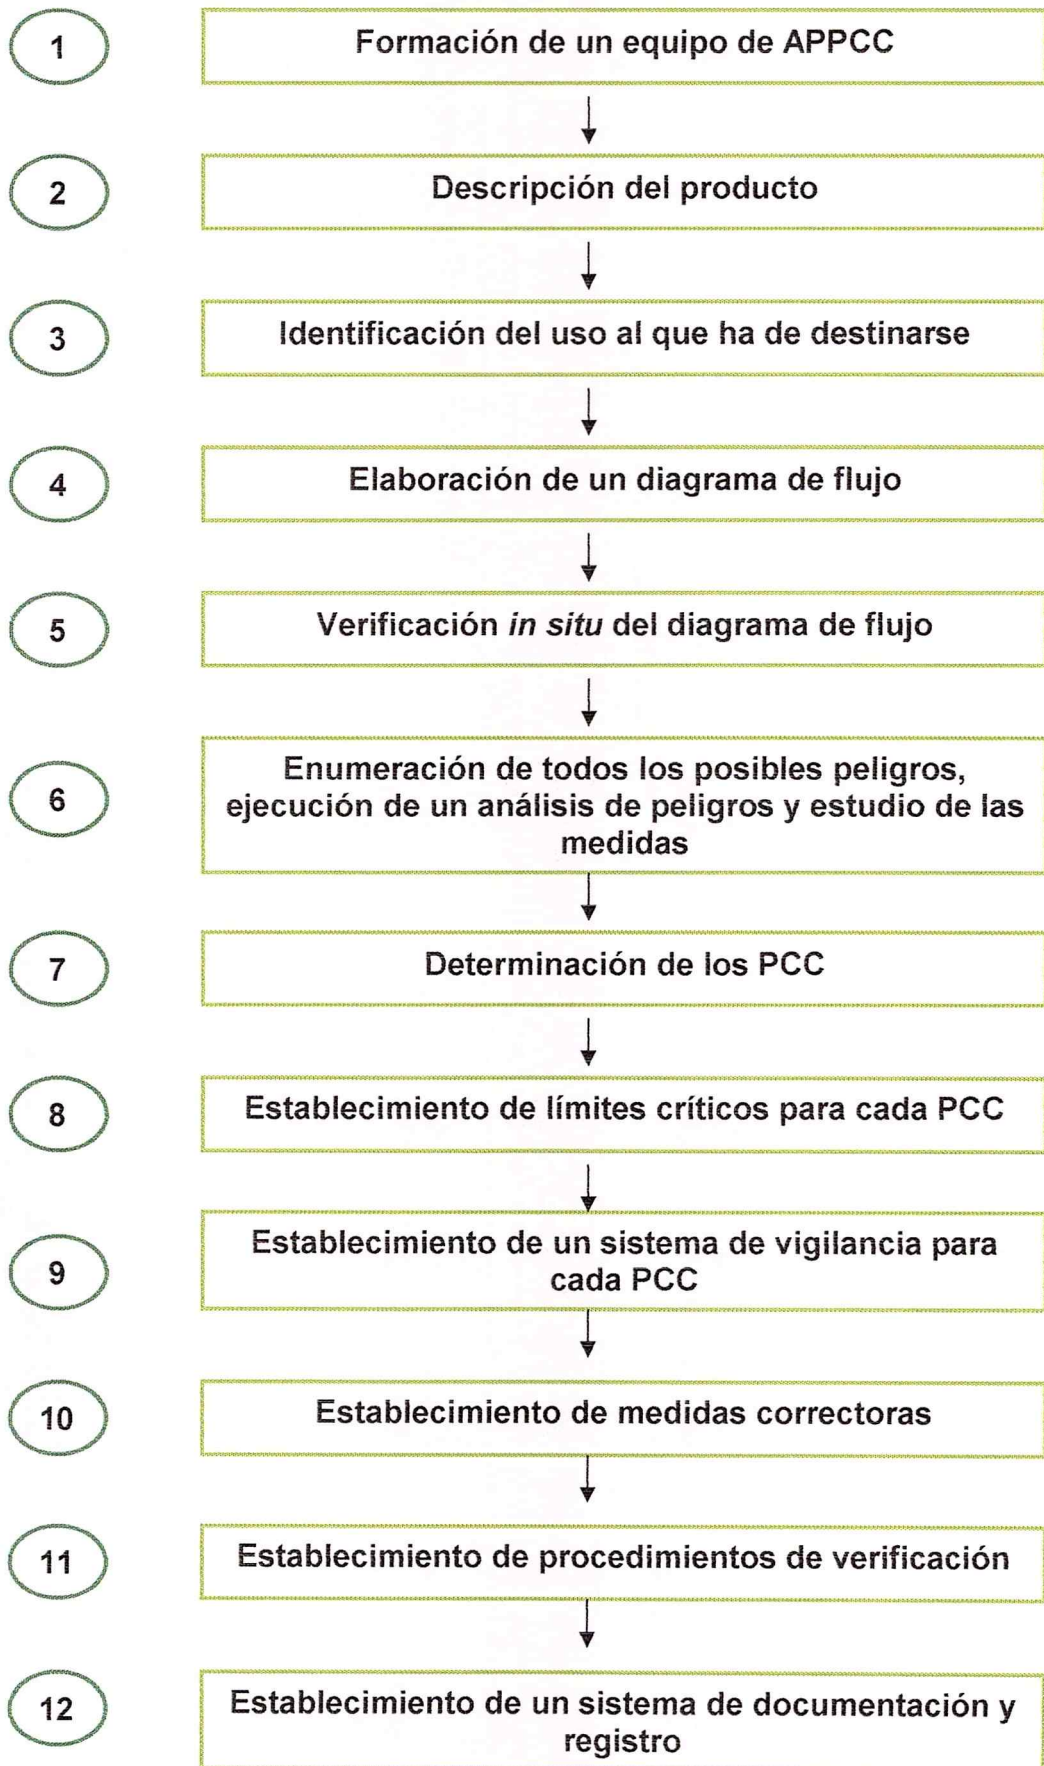 1
Formación de un equipo de APPCC
2
Descripción del producto
3
Identificación del uso al que ha de destinarse
4
Elaboración de un diagrama de flujo
5
Verificación in situ del diagrama de flujo
6
Enumeración de todos los posibles peligros,
ejecución de un análisis de peligros y estudio de las
medidas
7
Determinación de los PCC
8
Establecimiento de límites críticos para cada PCC
9
Establecimiento de un sistema de vigilancia para
cada PCC
10
Establecimiento de medidas correctoras
11
Establecimiento de procedimientos de verificación
12
Establecimiento de un sistema de documentación y
registro